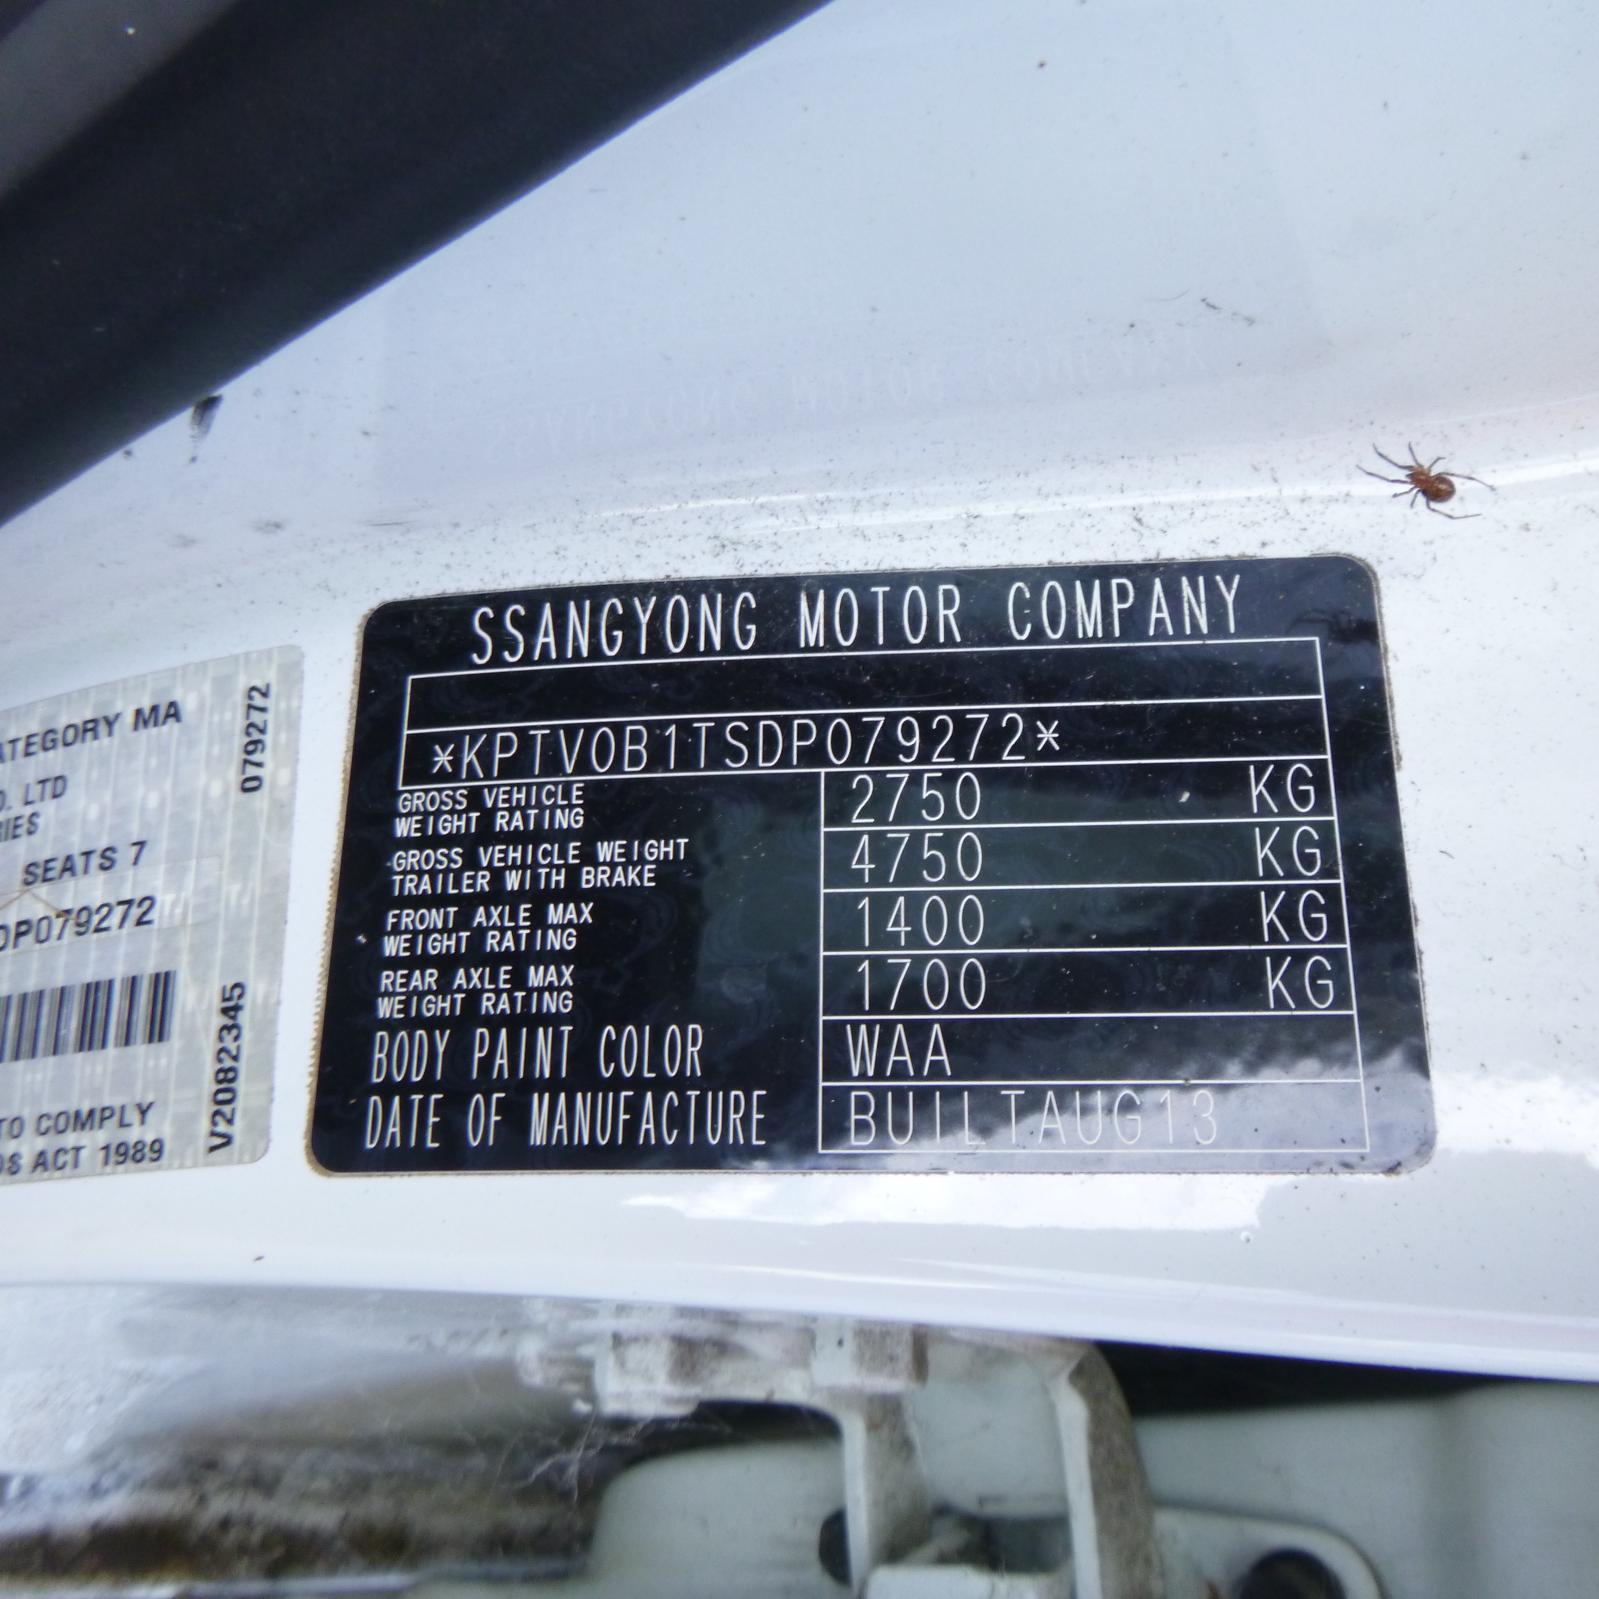 SSANGYONG MOTOR COMPANY
*KPTV0B1TSDP079272*
GROSS VEHICLE
WEIGHT RATING
2750 KG
GROSS VEHICLE WEIGHT
TRAILER WITH BRAKE
4750 KG
FRONT AXLE MAX
WEIGHT RATING
1400 KG
REAR AXLE MAX
WEIGHT RATING
1700 KG
BODY PAINT COLOR WAA
DATE OF MANUFACTURE BUILTAUG13
ATEGORY MA
079272
O. LTD
RIES
SEATS 7
DP079272
V2082345
TO COMPLY
DS ACT 1989